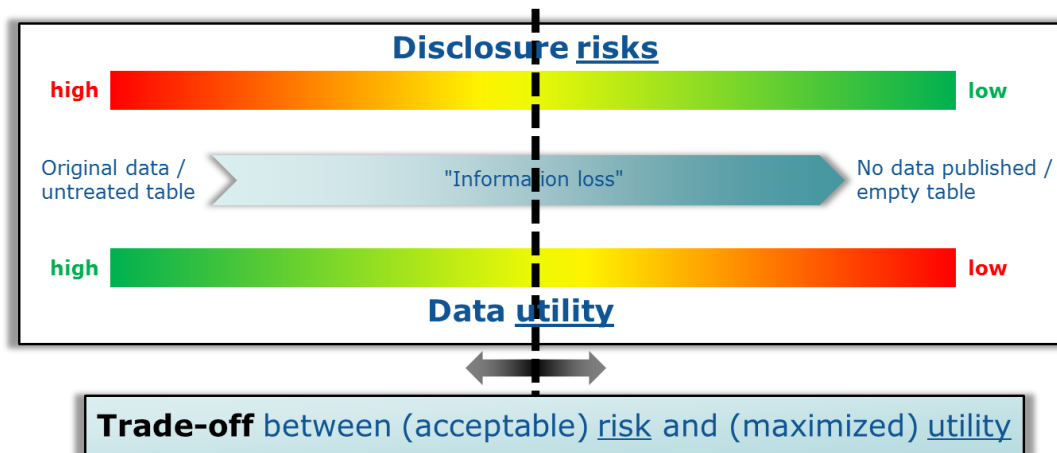 Disclosure risks
high
low
Original data /
untreated table
"Information loss"
No data published /
empty table
high
low
Data utility
Trade-off between (acceptable) risk and (maximized) utility